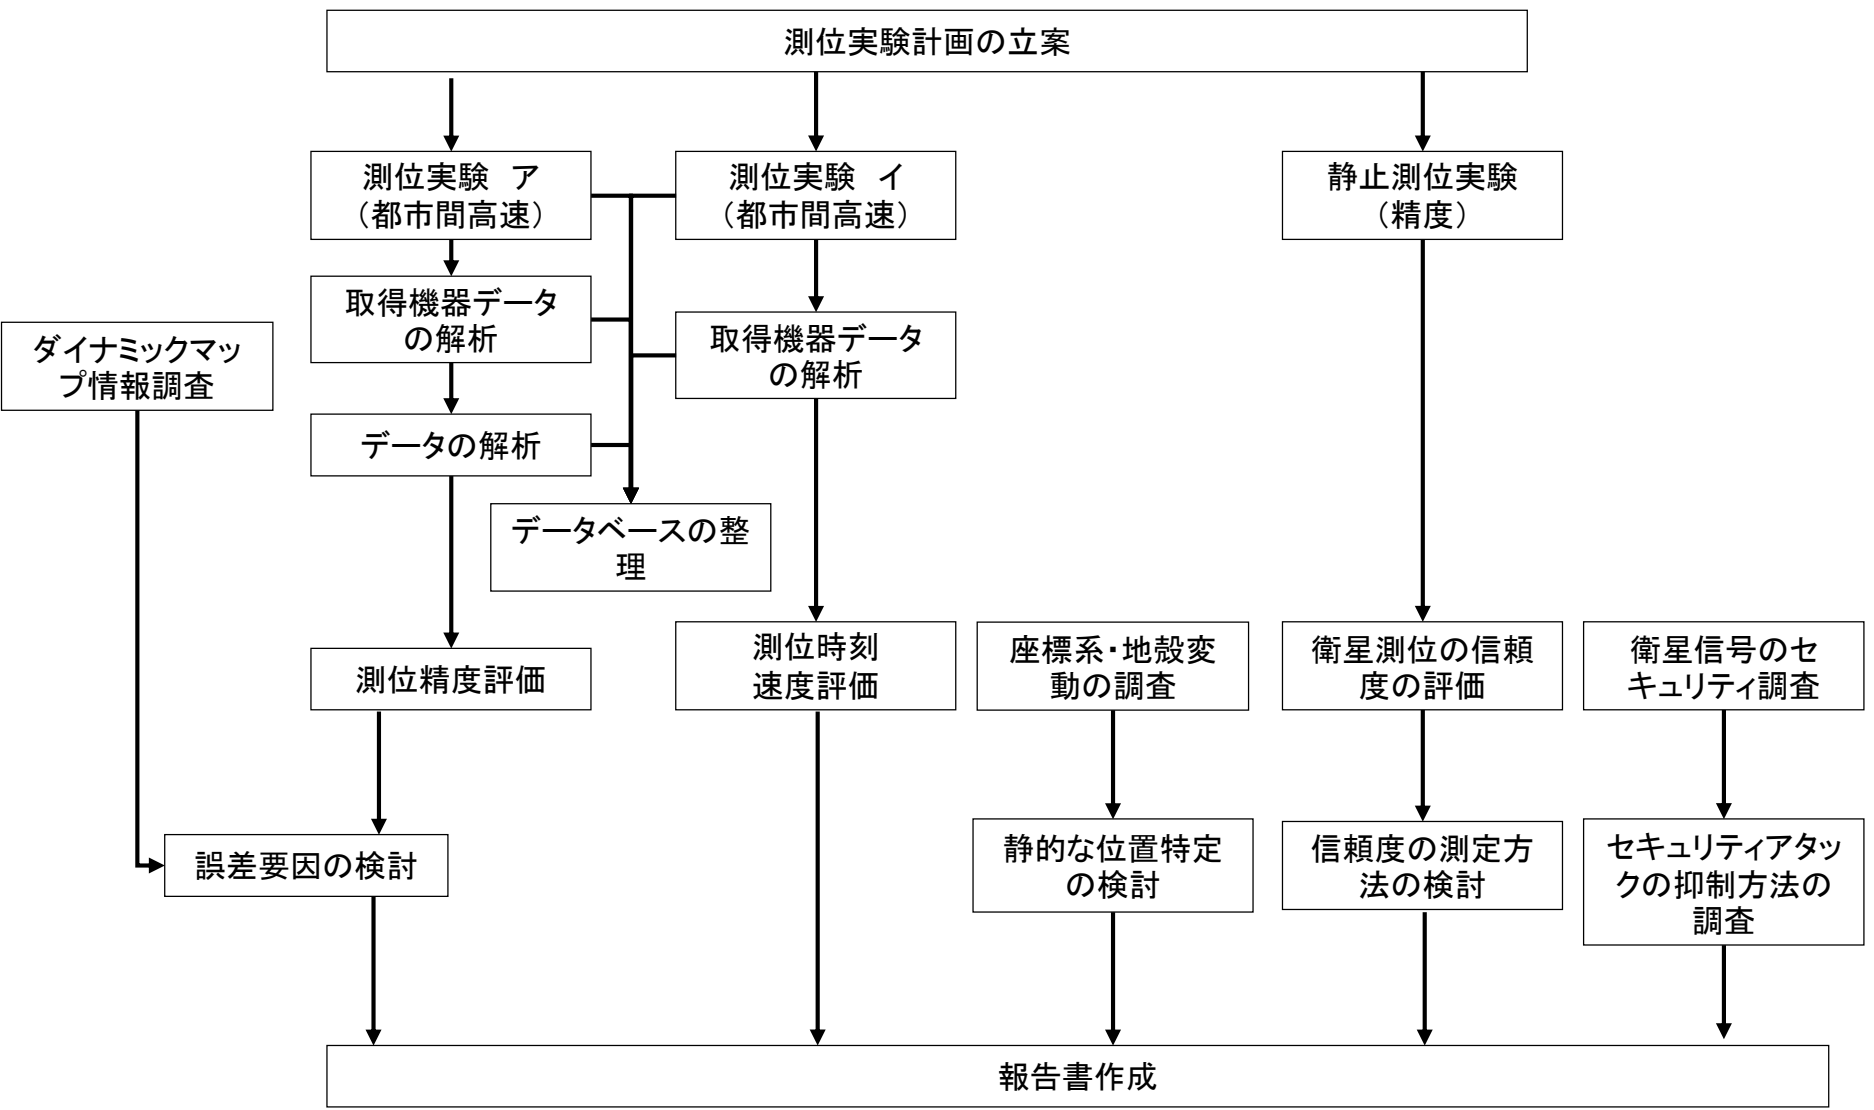 測位実験計画の立案
測位実験　ア
（都市間高速）
測位実験　イ
（都市間高速）
静止測位実験
（精度）
取得機器データ
の解析
取得機器データ
の解析
ダイナミックマッ
プ情報調査
データの解析
データベースの整
理
測位精度評価
測位時刻
速度評価
座標系・地殻変
動の調査
衛星測位の信頼
度の評価
衛星信号のセ
キュリティ調査
誤差要因の検討
静的な位置特定
の検討
信頼度の測定方
法の検討
セキュリティアタッ
クの抑制方法の
調査
報告書作成